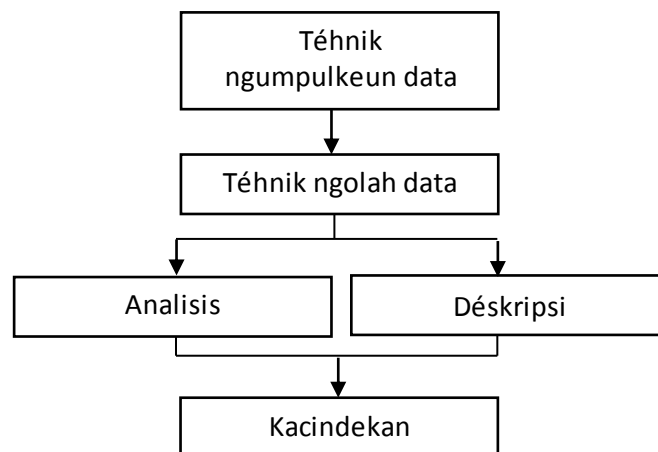 Téhnik
ngumpulkeun data
Téhnik ngolah data
Analisis
Déskripsi
Kacindekan